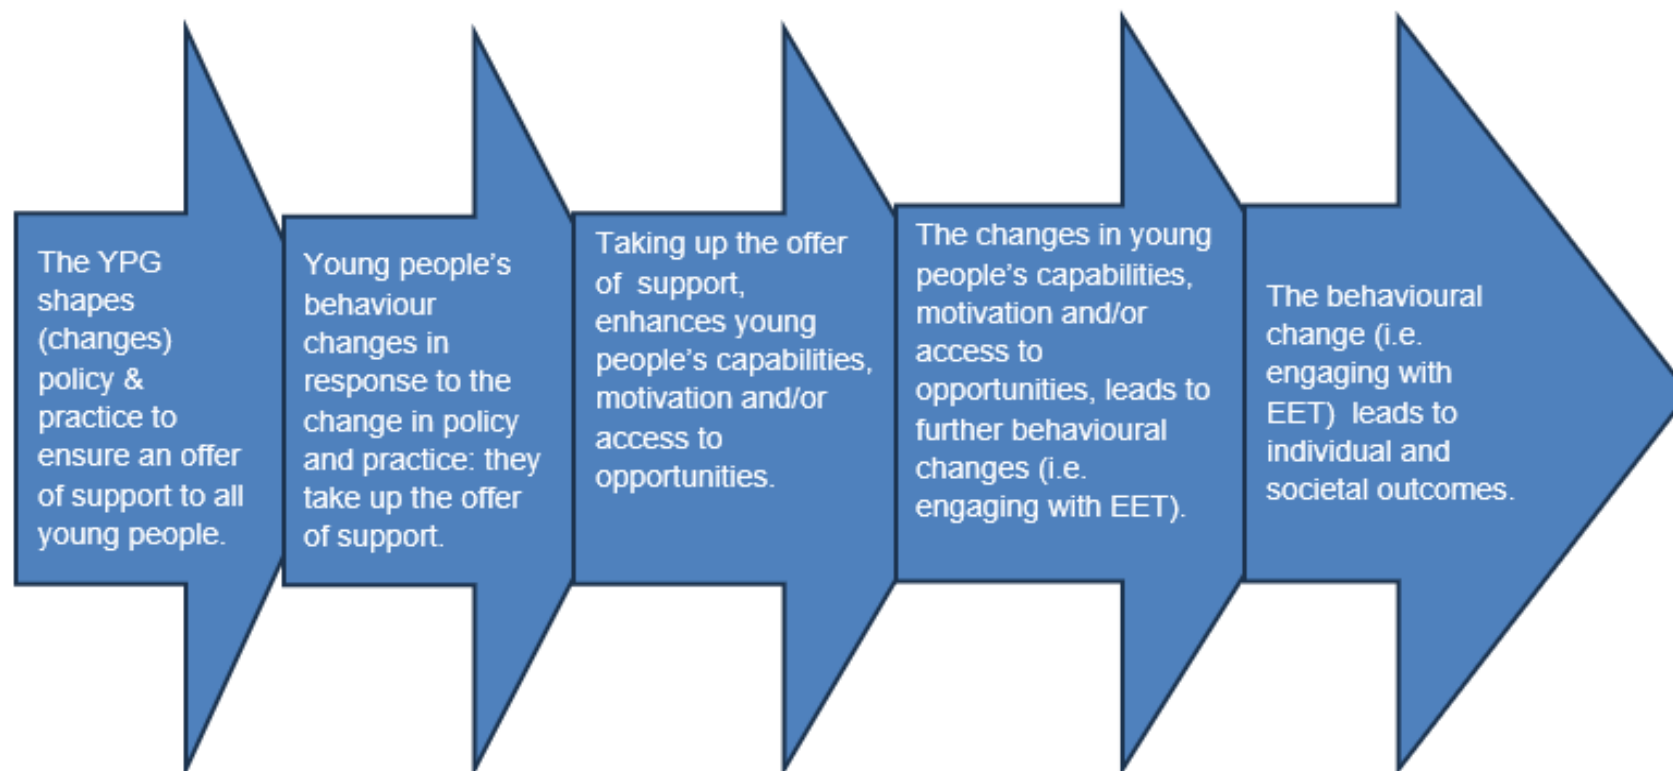 The YPG
shapes
(changes)
policy &
practice to
ensure an offer
of support to all
young people.
Young people’s
behaviour
changes in
response to the
change in policy
and practice: they
take up the offer
of support.
Taking up the offer
of  support,
enhances young
people’s capabilities,
motivation and/or
access to
opportunities.
The changes in young
people’s capabilities,
motivation and/or
access to
opportunities, leads to
further behavioural
changes (i.e.
engaging with EET).
The behavioural
change (i.e.
engaging with
EET)  leads to
individual and
societal outcomes.